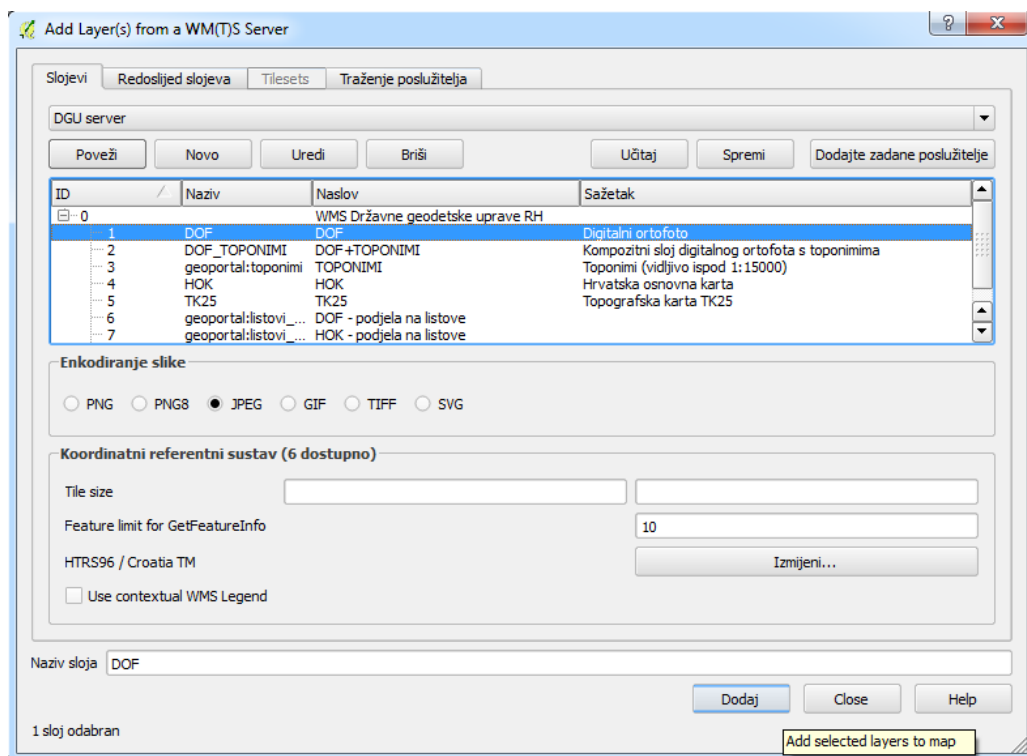 Add Layer(s) from a WM(T)S Server
Slojevi Redoslijed slojeva Tilesets Traženje poslužitelja
DGU server
Poveži Novo Uredi Briši Učitaj Spremi Dodajte zadane poslužitelje
ID Naziv Naslov Sažetak
0 WMS Državne geodetske uprave RH
1 DOF DOF Digitalni ortofoto
2 DOF_TOPONIMI DOF+TOPONIMI Kompozitni sloj digitalnog ortofota s toponimima
3 geoportal:toponimi TOPONIMI Toponimi (vidljivo ispod 1:15000)
4 HOK HOK Hrvatska osnovna karta
5 TK25 TK25 Topografska karta TK25
6 geoportal:listovi_... DOF - podjela na listove
7 geoportal:listovi_... HOK - podjela na listove
Enkodiranje slike
PNG PNG8 JPEG GIF TIFF SVG
Koordinatni referentni sustav (6 dostupno)
Tile size
Feature limit for GetFeatureInfo 10
HTRS96 / Croatia TM Izmijeni...
Use contextual WMS Legend
Naziv sloja DOF
Dodaj Close Help
1 sloj odabran
Add selected layers to map